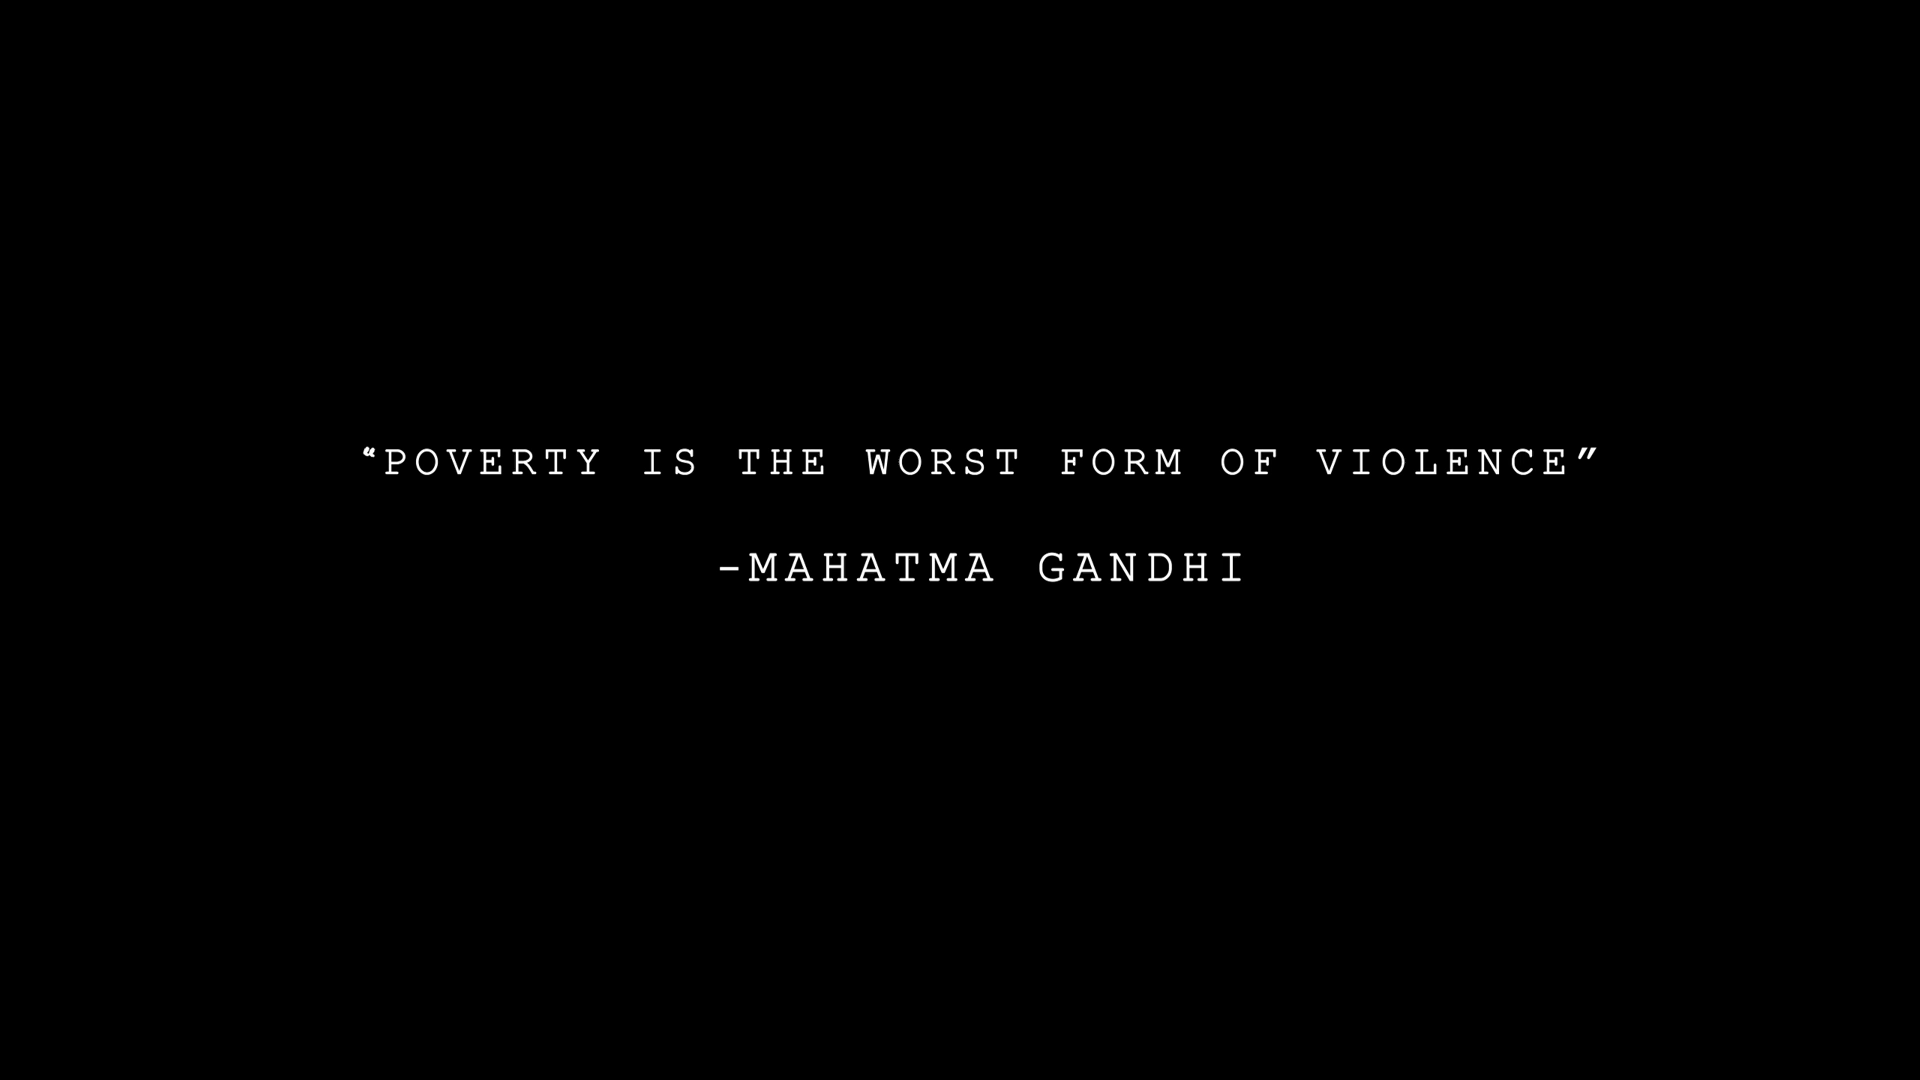 “POVERTY IS THE WORST FORM OF VIOLENCE”
-MAHATMA GANDHI